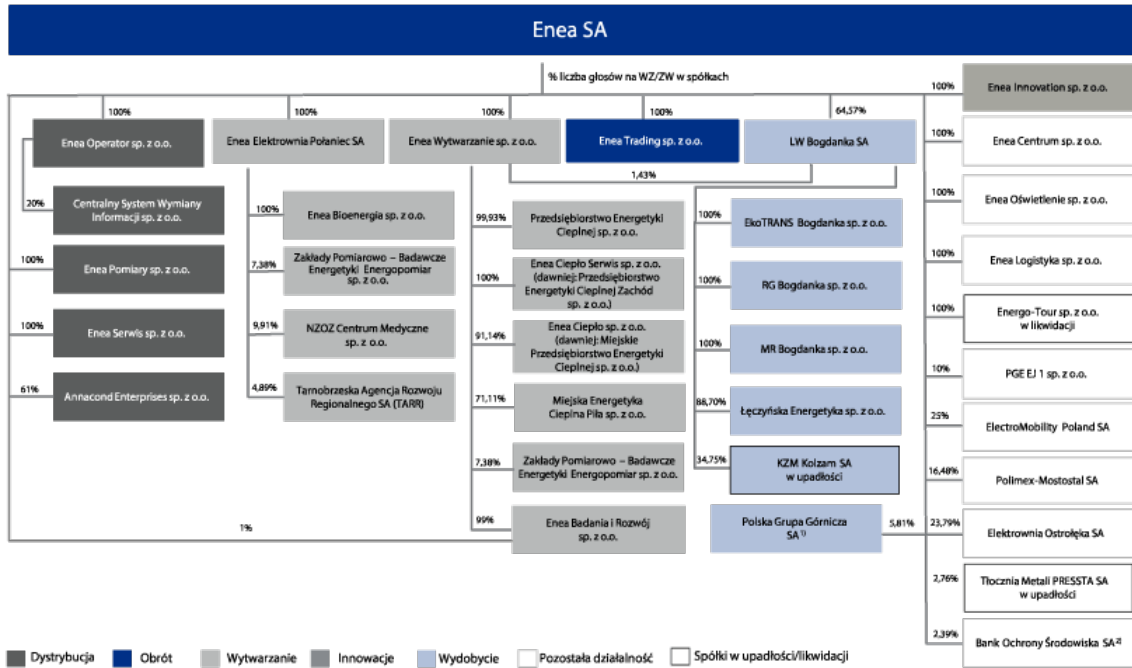 Enea SA
% liczba głosów na WZ/ZW w spółkach
100%
Enea Operator sp. z o.o.
20%
Centralny System Wymiany
Informacji sp. z o.o.
100%
Enea Pomiary sp. z o.o.
100%
Enea Serwis sp. z o.o.
61%
Annacond Enterprises sp. z o.o.
100%
Enea Elektrownia Połaniec SA
100%
Enea Bioenergia sp. z o.o.
7,38%
Zakłady Pomiarowo – Badawcze
Energetyki Energopomiar
sp. z o.o.
9,91%
NZOZ Centrum Medyczne
sp. z o.o.
4,89%
Tarnobrzeska Agencja Rozwoju
Regionalnego SA (TARR)
100%
Enea Wytwarzanie sp. z o.o.
99,93%
Przedsiębiorstwo Energetyki
Cieplnej sp. z o.o.
100%
Enea Ciepło Serwis sp. z o.o.
(dawniej: Przedsiębiorstwo
Energetyki Cieplnej Zachód
sp. z o.o.)
91,14%
Enea Ciepło sp. z o.o.
(dawniej: Miejskie
Przedsiębiorstwo Energetyki
Cieplnej sp. z o.o.)
71,11%
Miejska Energetyka
Cieplna Piła sp. z o.o.
7,38%
Zakłady Pomiarowo – Badawcze
Energetyki Energopomiar sp. z o.o.
99%
Enea Badania i Rozwój
sp. z o.o.
1%
100%
Enea Trading sp. z o.o.
64,57%
LW Bogdanka SA
1,43%
100%
EkoTRANS Bogdanka sp. z o.o.
100%
RG Bogdanka sp. z o.o.
100%
MR Bogdanka sp. z o.o.
88,70%
Łęczyńska Energetyka sp. z o.o.
34,75%
KZM Kolzam SA
w upadłości
Polska Grupa Górnicza
SA¹⁾
5,81%
100%
Enea Innovation sp. z o.o.
100%
Enea Centrum sp. z o.o.
100%
Enea Oświetlenie sp. z o.o.
100%
Enea Logistyka sp. z o.o.
100%
Energo-Tour sp. z o.o.
w likwidacji
10%
PGE EJ 1 sp. z o.o.
25%
ElectroMobility Poland SA
16,48%
Polimex-Mostostal SA
23,79%
Elektrownia Ostrołęka SA
2,76%
Tłocznia Metali PRESSTA SA
w upadłości
2,39%
Bank Ochrony Środowiska SA²⁾
Dystrybucja
Obrót
Wytwarzanie
Innowacje
Wydobycie
Pozostała działalność
Spółki w upadłości/likwidacji